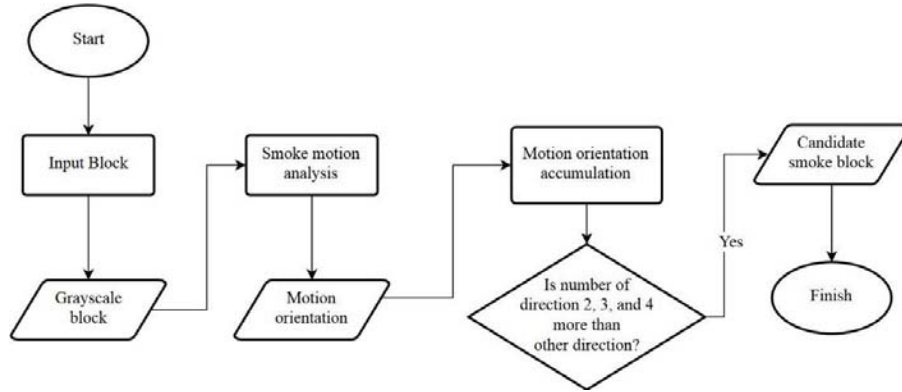 Start
Input Block
Grayscale
block
Smoke motion
analysis
Motion
orientation
Motion orientation
accumulation
Is number of
direction 2, 3, and 4
more than
other direction?
Yes
Candidate
smoke block
Finish